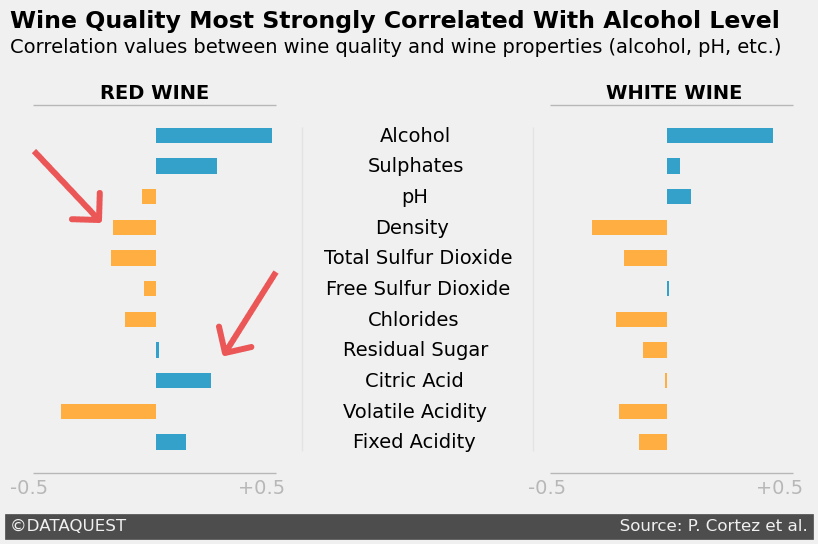 Wine Quality Most Strongly Correlated With Alcohol Level
Correlation values between wine quality and wine properties (alcohol, pH, etc.)
RED WINE
WHITE WINE
Alcohol
Sulphates
pH
Density
Total Sulfur Dioxide
Free Sulfur Dioxide
Chlorides
Residual Sugar
Citric Acid
Volatile Acidity
Fixed Acidity
-0.5 +0.5
-0.5 +0.5
©DATAQUEST
Source: P. Cortez et al.